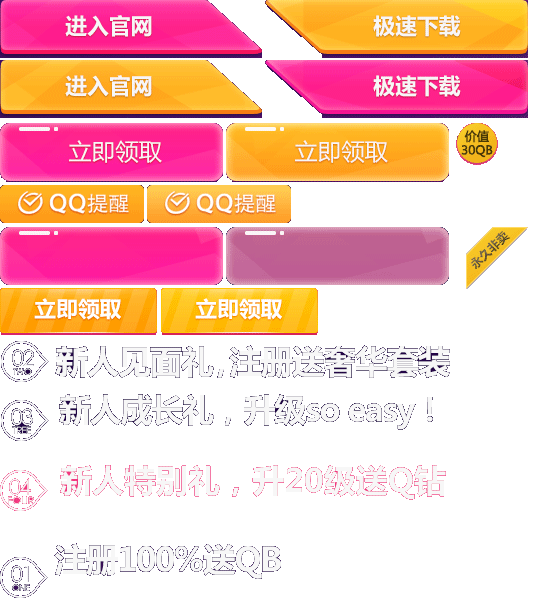 进入官网 极速下载
进入官网 极速下载
立即领取 立即领取 价值
30QB
QQ提醒 QQ提醒
永久非卖
立即领取 立即领取
02 新人见面礼,注册送奢华套装
TWO
03 新人成长礼，升级so easy！
04 新人特别礼，升20级送Q钻
FOUR
01 注册100%送QB
ONE